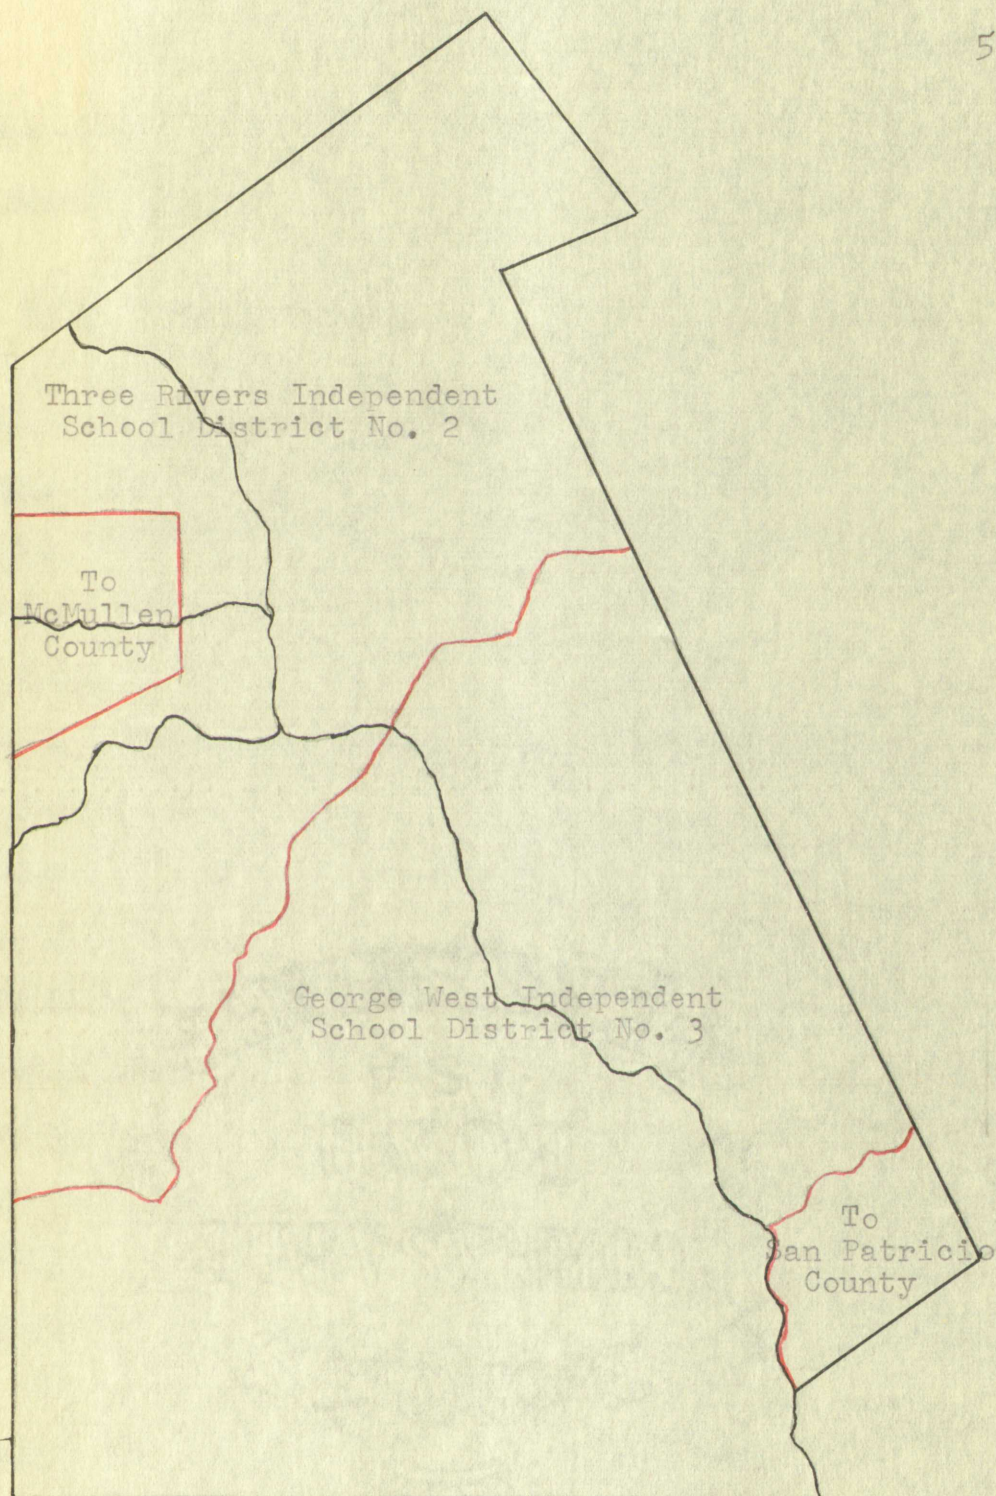 5
Three Rivers Independent
School District No. 2
To
McMullen
County
George West Independent
School District No. 3
To
San Patricio
County